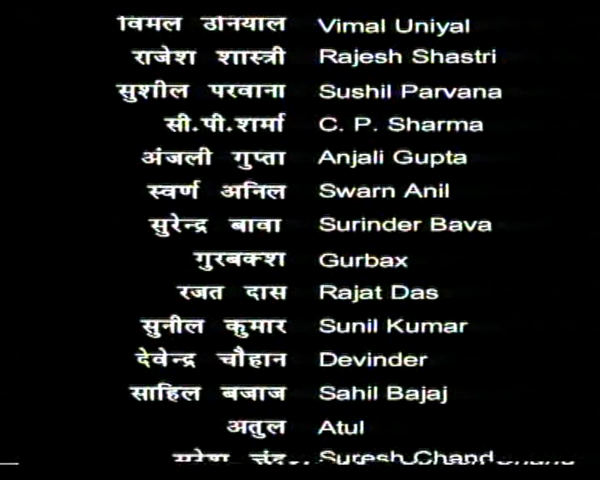 विमल उनियाल Vimal Uniyal
राजेश शास्त्री Rajesh Shastri
सुशील परवाना Sushil Parvana
सी.पी.शर्मा C. P. Sharma
अंजली गुप्ता Anjali Gupta
स्वर्ण अनिल Swarn Anil
सुरेन्द्र बावा Surinder Bava
गुरबक्श Gurbax
रजत दास Rajat Das
सुनील कुमार Sunil Kumar
देवेन्द्र चौहान Devinder
साहिल बजाज Sahil Bajaj
अतुल Atul
सुरेश चंद Suresh Chand